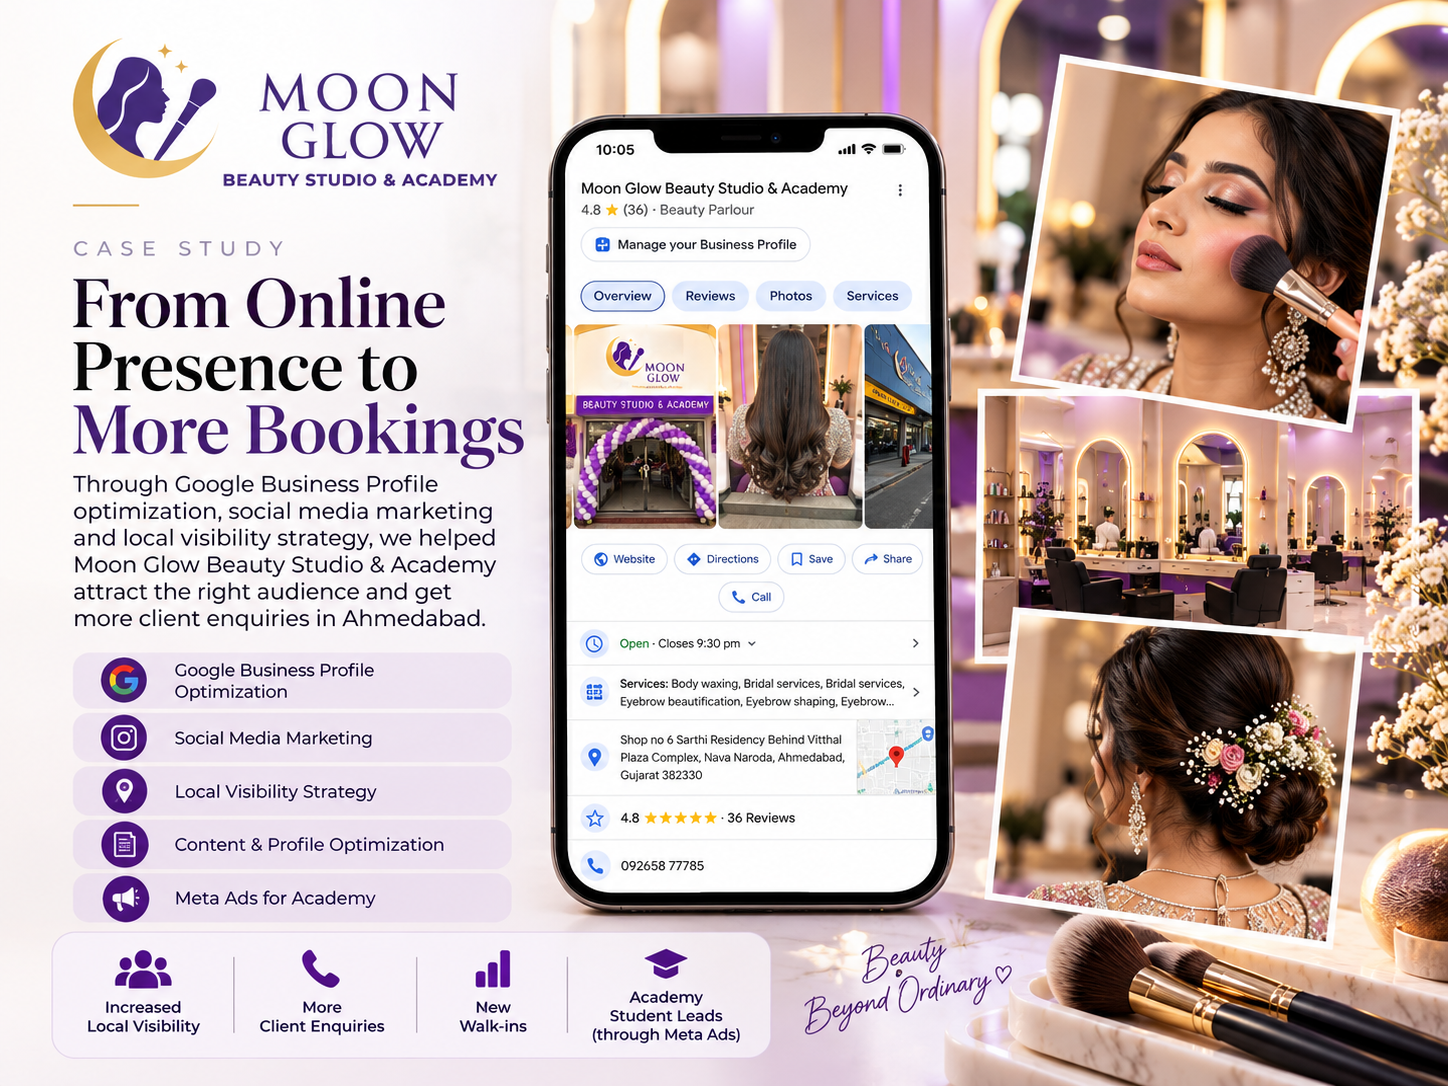 MOON
GLOW
BEAUTY STUDIO & ACADEMY
CASE STUDY
From Online
Presence to
More Bookings
Through Google Business Profile
optimization, social media marketing
and local visibility strategy, we helped
Moon Glow Beauty Studio & Academy
attract the right audience and get
more client enquiries in Ahmedabad.
Google Business Profile
Optimization
Social Media Marketing
Local Visibility Strategy
Content & Profile Optimization
Meta Ads for Academy
Increased
Local Visibility
More
Client Enquiries
New
Walk-ins
Academy
Student Leads
(through Meta Ads)
10:05
Moon Glow Beauty Studio & Academy
4.8 ★ (36) · Beauty Parlour
Manage your Business Profile
Overview Reviews Photos Services
MOON
GLOW
BEAUTY STUDIO & ACADEMY
Website Directions Save Share
Call
Open · Closes 9:30 pm
Services: Body waxing, Bridal services, Bridal services,
Eyebrow beautification, Eyebrow shaping, Eyebrow...
Shop no 6 Sarthi Residency Behind Vitthal
Plaza Complex, Nava Naroda, Ahmedabad,
Gujarat 382330
4.8 ★★★★★ · 36 Reviews
092658 77785
Beauty
Beyond Ordinary ♡